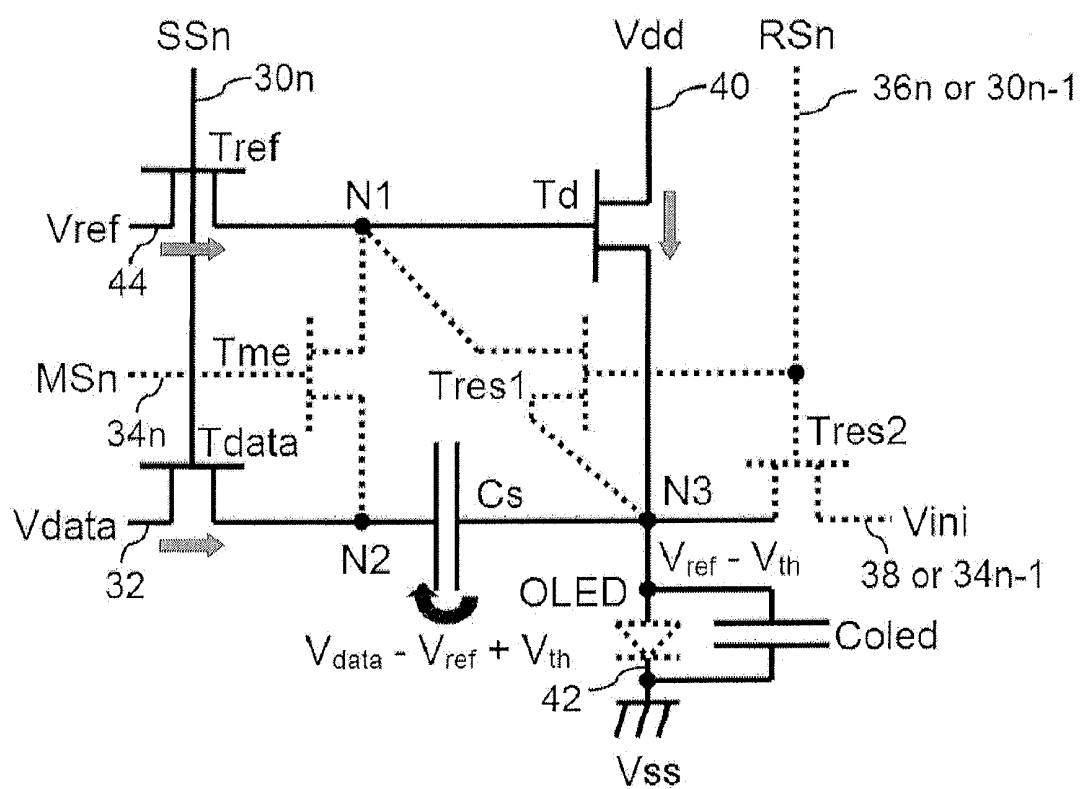 SSn
Vdd
RSn
30n
40
36n or 30n-1
Tref
N1
Td
Vref
44
Tme
MSn
Tres1
34n
Tdata
Tres2
Cs
N3
Vdata
Vini
32
N2
Vref - Vth
38 or 34n-1
OLED
Coled
Vdata - Vref + Vth
42
Vss